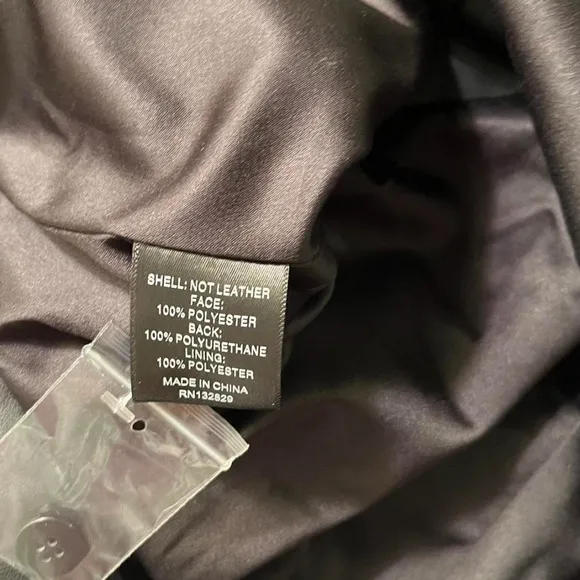 SHELL: NOT LEATHER
FACE:
100% POLYESTER
BACK:
100% POLYURETHANE
LINING:
100% POLYESTER
MADE IN CHINA
RN132829